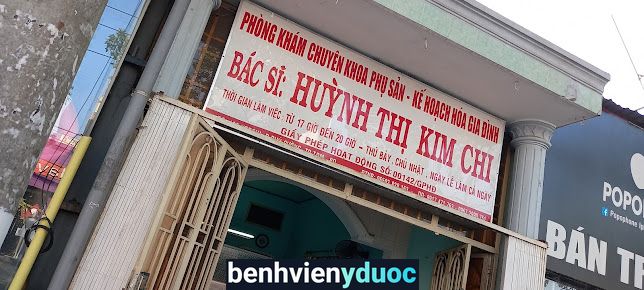 PHÒNG KHÁM CHUYÊN KHOA PHỤ SẢN - KẾ HOẠCH HÓA GIA ĐÌNH
BÁC SĨ: HUỲNH THỊ KIM CHI
THỜI GIAN LÀM VIỆC: TỪ 17 GIỜ ĐẾN 20 GIỜ - THỨ BẢY, CHỦ NHẬT, NGÀY LỄ LÀM CẢ NGÀY
GIẤY PHÉP HOẠT ĐỘNG SỐ: 00142/GPHĐ
POPO
Popophone
BÁN
benhvienyduoc